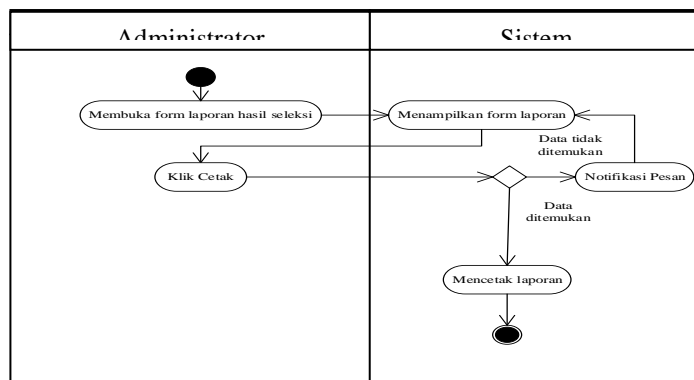 Administrator
Sistem
Membuka form laporan hasil seleksi
Menampilkan form laporan
Data tidak
ditemukan
Klik Cetak
Notifikasi Pesan
Data
ditemukan
Mencetak laporan